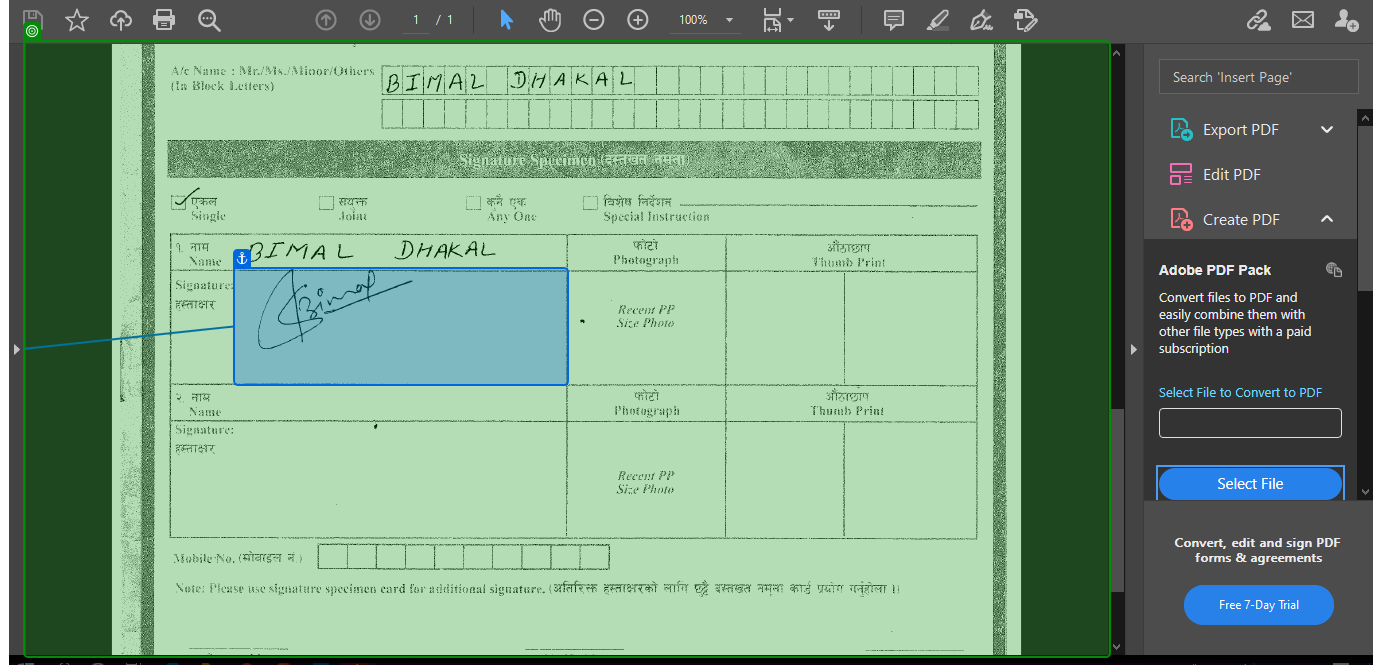 1 / 1
100%
A/c Name : Mr./Ms./Minor/Others
(In Block Letters)
BIMAL DHAKAL
Signature Specimen (दस्तखत नमूना)
एकल
Single
संयुक्त
Joint
कुनै एक
Any One
विशेष निर्देशन
Special Instruction
१. नाम
Name
BIMAL DHAKAL
फोटो
Photograph
औंठाछाप
Thumb Print
Signature:
हस्ताक्षर
Bimal
Recent PP
Size Photo
२. नाम
Name
फोटो
Photograph
औंठाछाप
Thumb Print
Signature:
हस्ताक्षर
Recent PP
Size Photo
Mobile No. (मोबाइल नं.)
Note: Please use signature specimen card for additional signature. (अतिरिक्त हस्ताक्षरको लागि छुट्टै दस्तखत नमूना कार्ड प्रयोग गर्नुहोला ।)
Search 'Insert Page'
Export PDF
Edit PDF
Create PDF
Adobe PDF Pack
Convert files to PDF and
easily combine them with
other file types with a paid
subscription
Select File to Convert to PDF
Select File
Convert, edit and sign PDF
forms & agreements
Free 7-Day Trial